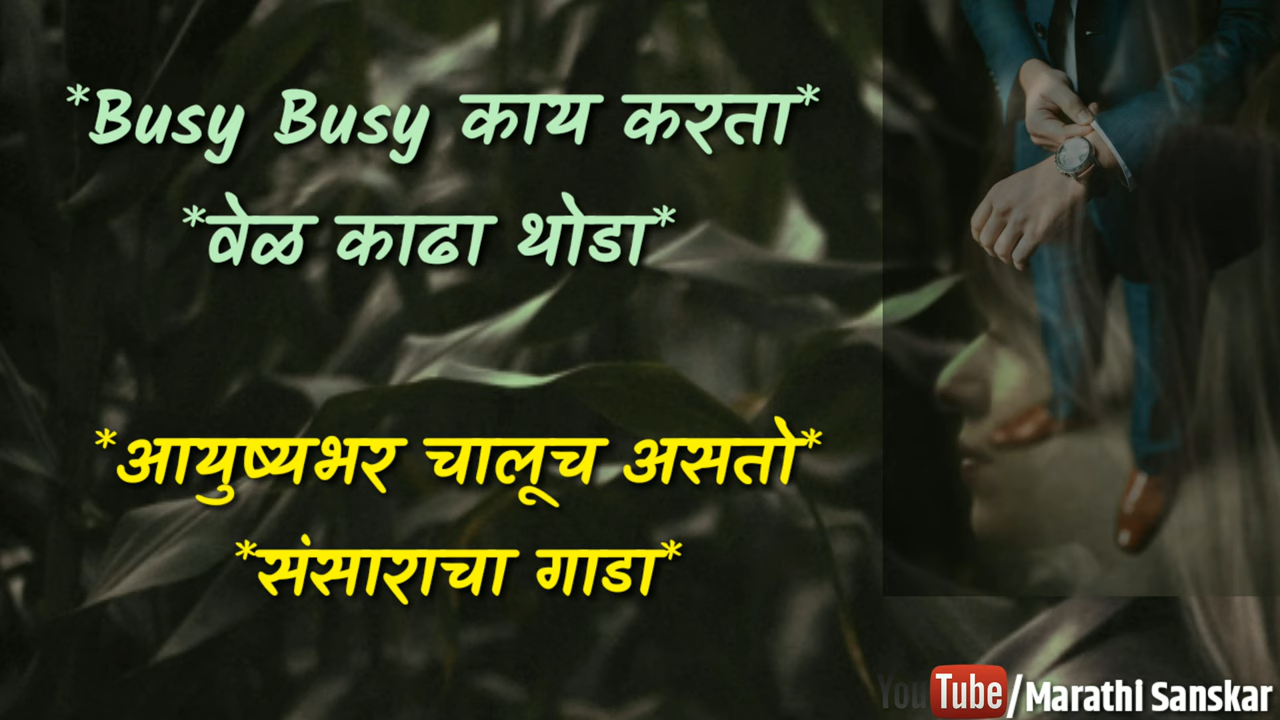 *Busy Busy काय करता*
*वेळ काढा थोडा*
*आयुष्यभर चालूच असतो*
*संसाराचा गाडा*
YouTube/Marathi Sanskar